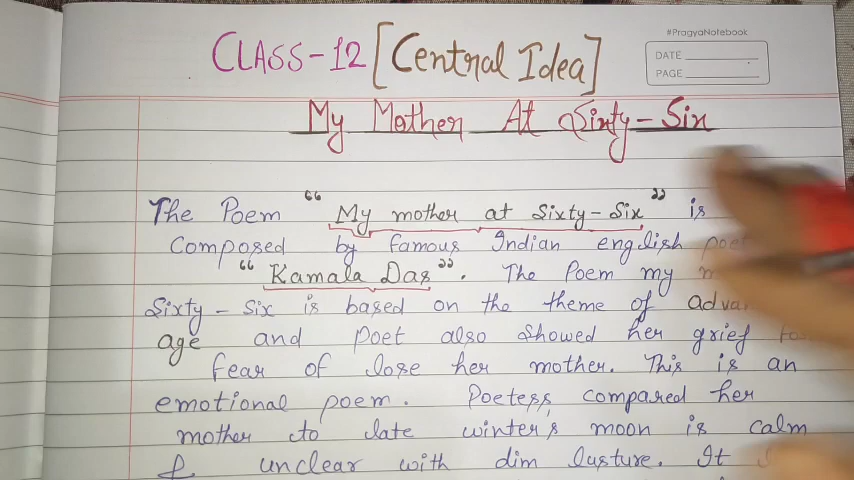 #PragyaNotebook
CLASS-12 [Central Idea]
DATE
PAGE
My Mother At Sixty-Six
The Poem "My mother at Sixty-Six" is
Composed by famous Indian english poet
"Kamala Das". The Poem my
Sixty-Six is based on the theme of
age and poet also showed her grief for
fear of lose her mother. This is an
emotional poem. Poetess compared her
mother to late winter's moon is calm
& unclear with dim lusture. It